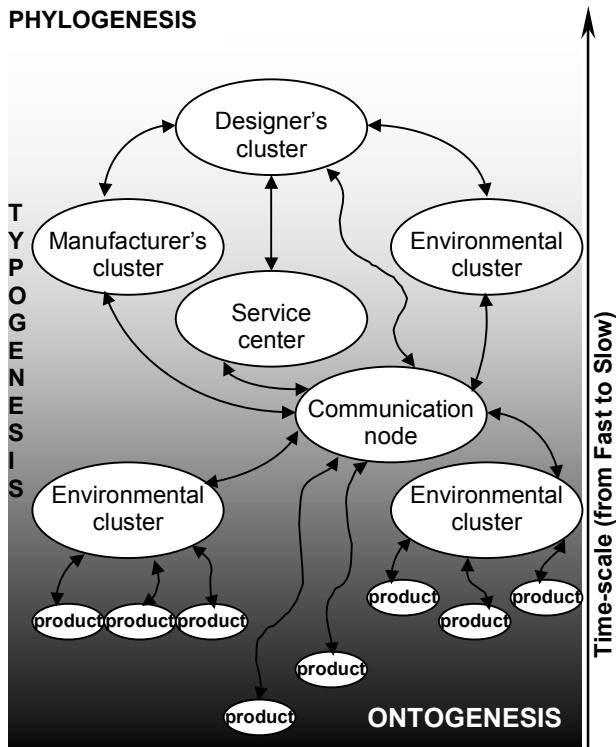 PHYLOGENESIS
Designer's
cluster
TYPOGENESIS
Manufacturer's
cluster
Environmental
cluster
Service
center
Communication
node
Environmental
cluster
Environmental
cluster
product
product
product
product
product
product
product
product
ONTOGENESIS
Time-scale (from Fast to Slow)